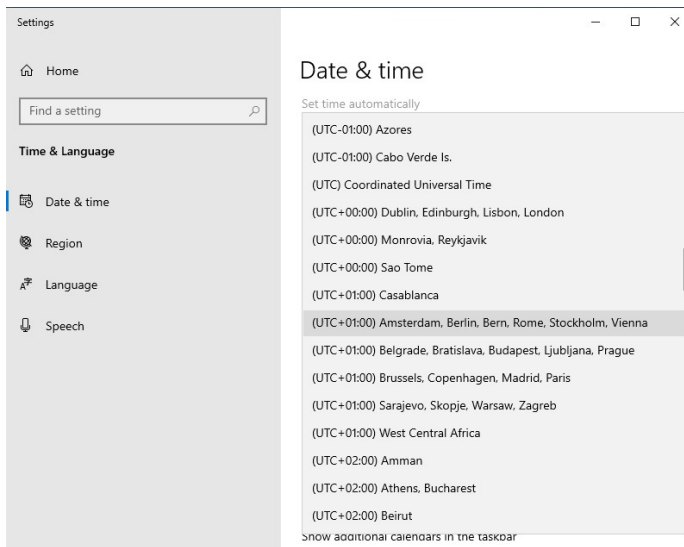 Settings
Home
Find a setting
Time & Language
Date & time
Region
Language
Speech
Date & time
Set time automatically
(UTC-01:00) Azores
(UTC-01:00) Cabo Verde Is.
(UTC) Coordinated Universal Time
(UTC+00:00) Dublin, Edinburgh, Lisbon, London
(UTC+00:00) Monrovia, Reykjavik
(UTC+00:00) Sao Tome
(UTC+01:00) Casablanca
(UTC+01:00) Amsterdam, Berlin, Bern, Rome, Stockholm, Vienna
(UTC+01:00) Belgrade, Bratislava, Budapest, Ljubljana, Prague
(UTC+01:00) Brussels, Copenhagen, Madrid, Paris
(UTC+01:00) Sarajevo, Skopje, Warsaw, Zagreb
(UTC+01:00) West Central Africa
(UTC+02:00) Amman
(UTC+02:00) Athens, Bucharest
(UTC+02:00) Beirut
Show additional calendars in the taskbar